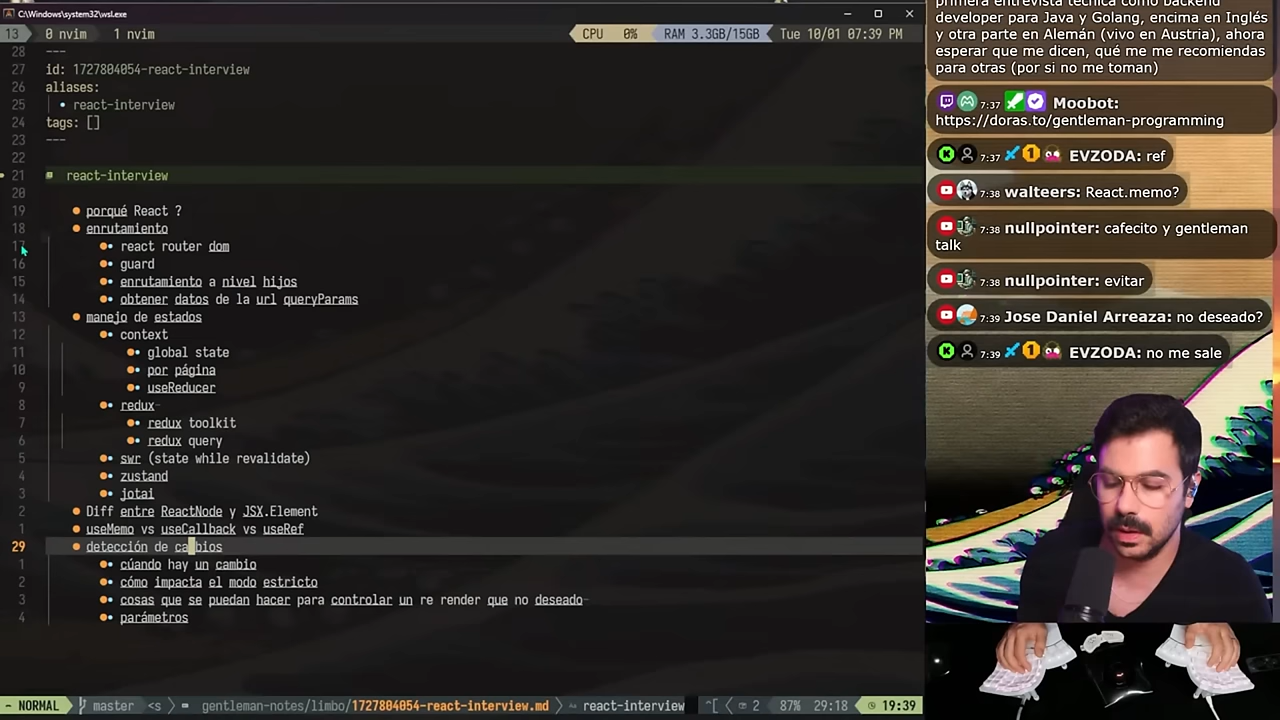 C:\Windows\system32\wsl.exe
13 0 nvim 1 nvim CPU 0% RAM 3.3GB/15GB Tue 10/01 07:39 PM
28 ---
27 id: 1727804054-react-interview
26 aliases:
25 • react-interview
24 tags: []
23 ---
22
21 react-interview
20
19 porqué React ?
18 enrutamiento
17 react router dom
16 guard
15 enrutamiento a nivel hijos
14 obtener datos de la url queryParams
13 manejo de estados
12 context
11 global state
10 por página
9 useReducer
8 redux
7 redux toolkit
6 redux query
5 swr (state while revalidate)
4 zustand
3 jotai
2 Diff entre ReactNode y JSX.Element
1 useMemo vs useCallback vs useRef
29 detección de cambios
1 cúando hay un cambio
2 cómo impacta el modo estricto
3 cosas que se puedan hacer para controlar un re render que no deseado
4 parámetros
NORMAL master <s> gentleman-notes/limbo/1727804054-react-interview.md react-interview ^[ 2 87% 29:18 19:39
primera entrevista técnica como backend
developer para Java y Golang, encima en Inglés
y otra parte en Alemán (vivo en Austria), ahora
esperar que me dicen, qué me me recomiendas
para otras (por si no me toman)
7:37 Moobot:
https://doras.to/gentleman-programming
7:37 1 EVZODA: ref
7:38 walteers: React.memo?
7:38 nullpointer: cafecito y gentleman
talk
7:38 nullpointer: evitar
7:39 Jose Daniel Arreaza: no deseado?
7:39 1 EVZODA: no me sale